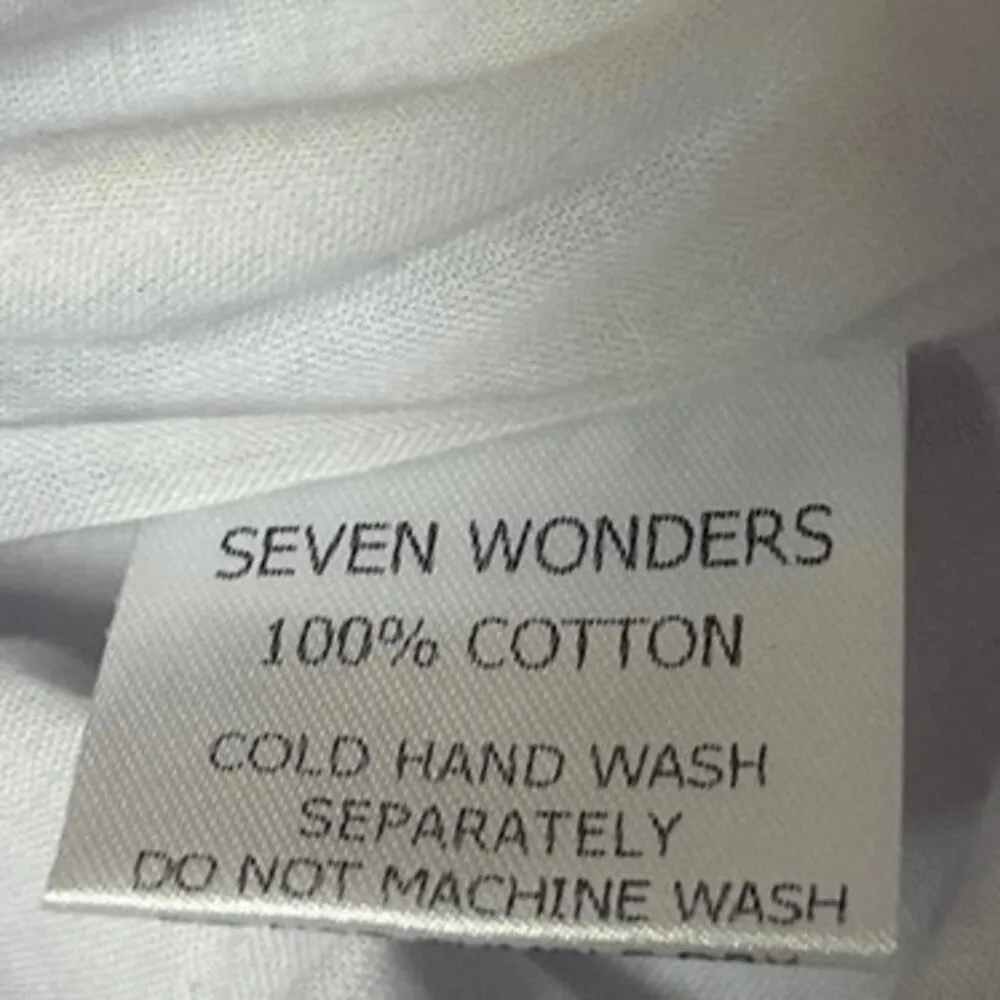 SEVEN WONDERS
100% COTTON
COLD HAND WASH
SEPARATELY
DO NOT MACHINE WASH